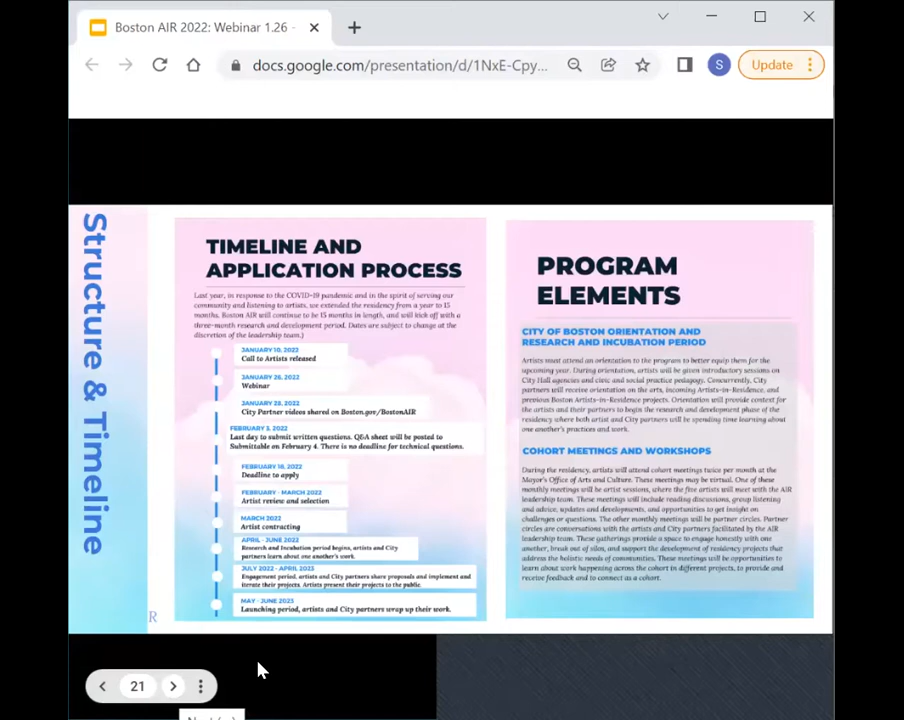 Boston AIR 2022: Webinar 1.26 -
docs.google.com/presentation/d/1NxE-Cpy...
S
Update
Structure & Timeline
TIMELINE AND
APPLICATION PROCESS
Last year, in response to the COVID-19 pandemic and in the spirit of serving our
community and listening to artists, we extended the residency from a year to 15
months. Boston AIR will continue to be 15 months in length, and will kick off with a
three-month research and development period. Dates are subject to change at the
discretion of the leadership team.)
JANUARY 10, 2022
Call to Artists released
JANUARY 26, 2022
Webinar
JANUARY 28, 2022
City Partner videos shared on Boston.gov/BostonAIR
FEBRUARY 3, 2022
Last day to submit written questions. Q&A sheet will be posted to
Submittable on February 4. There is no deadline for technical questions.
FEBRUARY 18, 2022
Deadline to apply
FEBRUARY - MARCH 2022
Artist review and selection
MARCH 2022
Artist contracting
APRIL - JUNE 2022
Research and Incubation period begins, artists and City
partners learn about one another's work.
JULY 2022 - APRIL 2023
Engagement period, artists and City partners share proposals and implement and
iterate their projects. Artists present their projects to the public.
MAY - JUNE 2023
Launching period, artists and City partners wrap up their work.
R
PROGRAM
ELEMENTS
CITY OF BOSTON ORIENTATION AND
RESEARCH AND INCUBATION PERIOD
Artists must attend an orientation to the program to better equip them for the
upcoming year. During orientation, artists will be given introductory sessions on
City Hall agencies and civic and social practice pedagogy. Concurrently, City
partners will receive orientation on the arts, incoming Artists-in-Residence, and
previous Boston Artists-in-Residence projects. Orientation will provide context for
the artists and their partners to begin the research and development phase of the
residency where both artist and City partners will be spending time learning about
one another's practices and work.
COHORT MEETINGS AND WORKSHOPS
During the residency, artists will attend cohort meetings twice per month at the
Mayor's Office of Arts and Culture. These meetings may be virtual. One of these
monthly meetings will be artist sessions, where the five artists will meet with the AIR
leadership team. These meetings will include reading discussions, group listening
and advice, updates and developments, and opportunities to get insight on
challenges or questions. The other monthly meetings will be partner circles. Partner
circles are conversations with the artists and City partners facilitated by the AIR
leadership team. These gatherings provide a space to engage honestly with one
another, break out of silos, and support the development of residency projects that
address the holistic needs of communities. These meetings will be opportunities to
learn about work happening across the cohort in different projects, to provide and
receive feedback and to connect as a cohort.
21